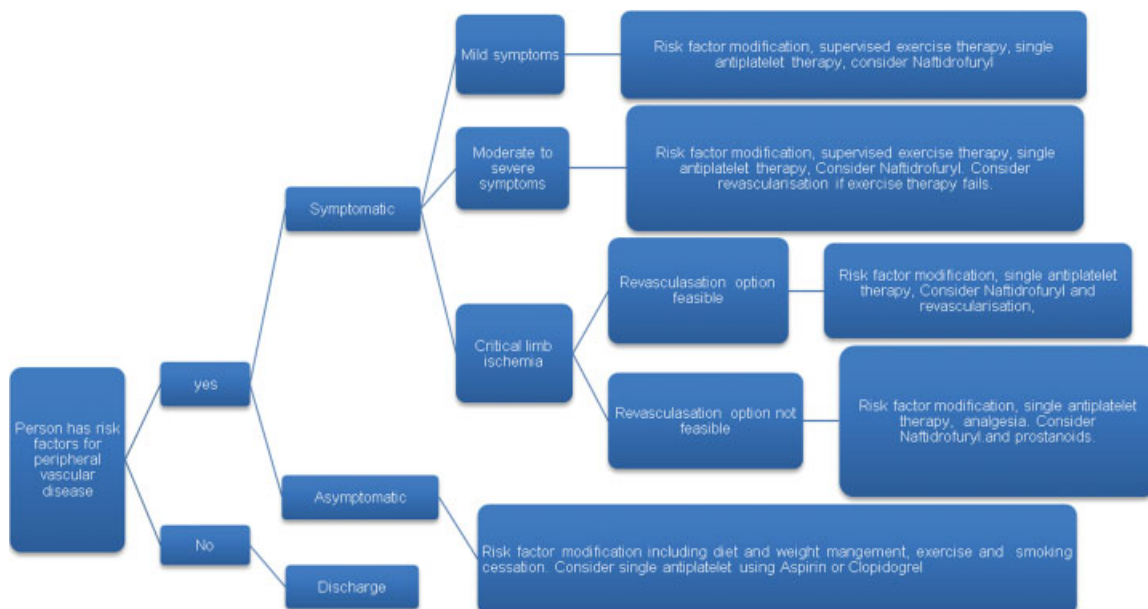 Mild symptoms
Risk factor modification, supervised exercise therapy, single
antiplatelet therapy, consider Naftidrofuryl
Moderate to
severe
symptoms
Risk factor modification, supervised exercise therapy, single
antiplatelet therapy, Consider Naftidrofuryl. Consider
revascularisation if exercise therapy fails.
Symptomatic
Revasculasation option
feasible
Risk factor modification, single antiplatelet
therapy, Consider Naftidrofuryl and
revascularisation,
Critical limb
ischemia
Revasculasation option not
feasible
Risk factor modification, single antiplatelet
therapy, analgesia. Consider
Naftidrofuryl.and prostanoids.
yes
Person has risk
factors for
peripheral
vascular
disease
Asymptomatic
Risk factor modification including diet and weight mangement, exercise and smoking
cessation. Consider single antiplatelet using Aspirin or Clopidogrel
No
Discharge